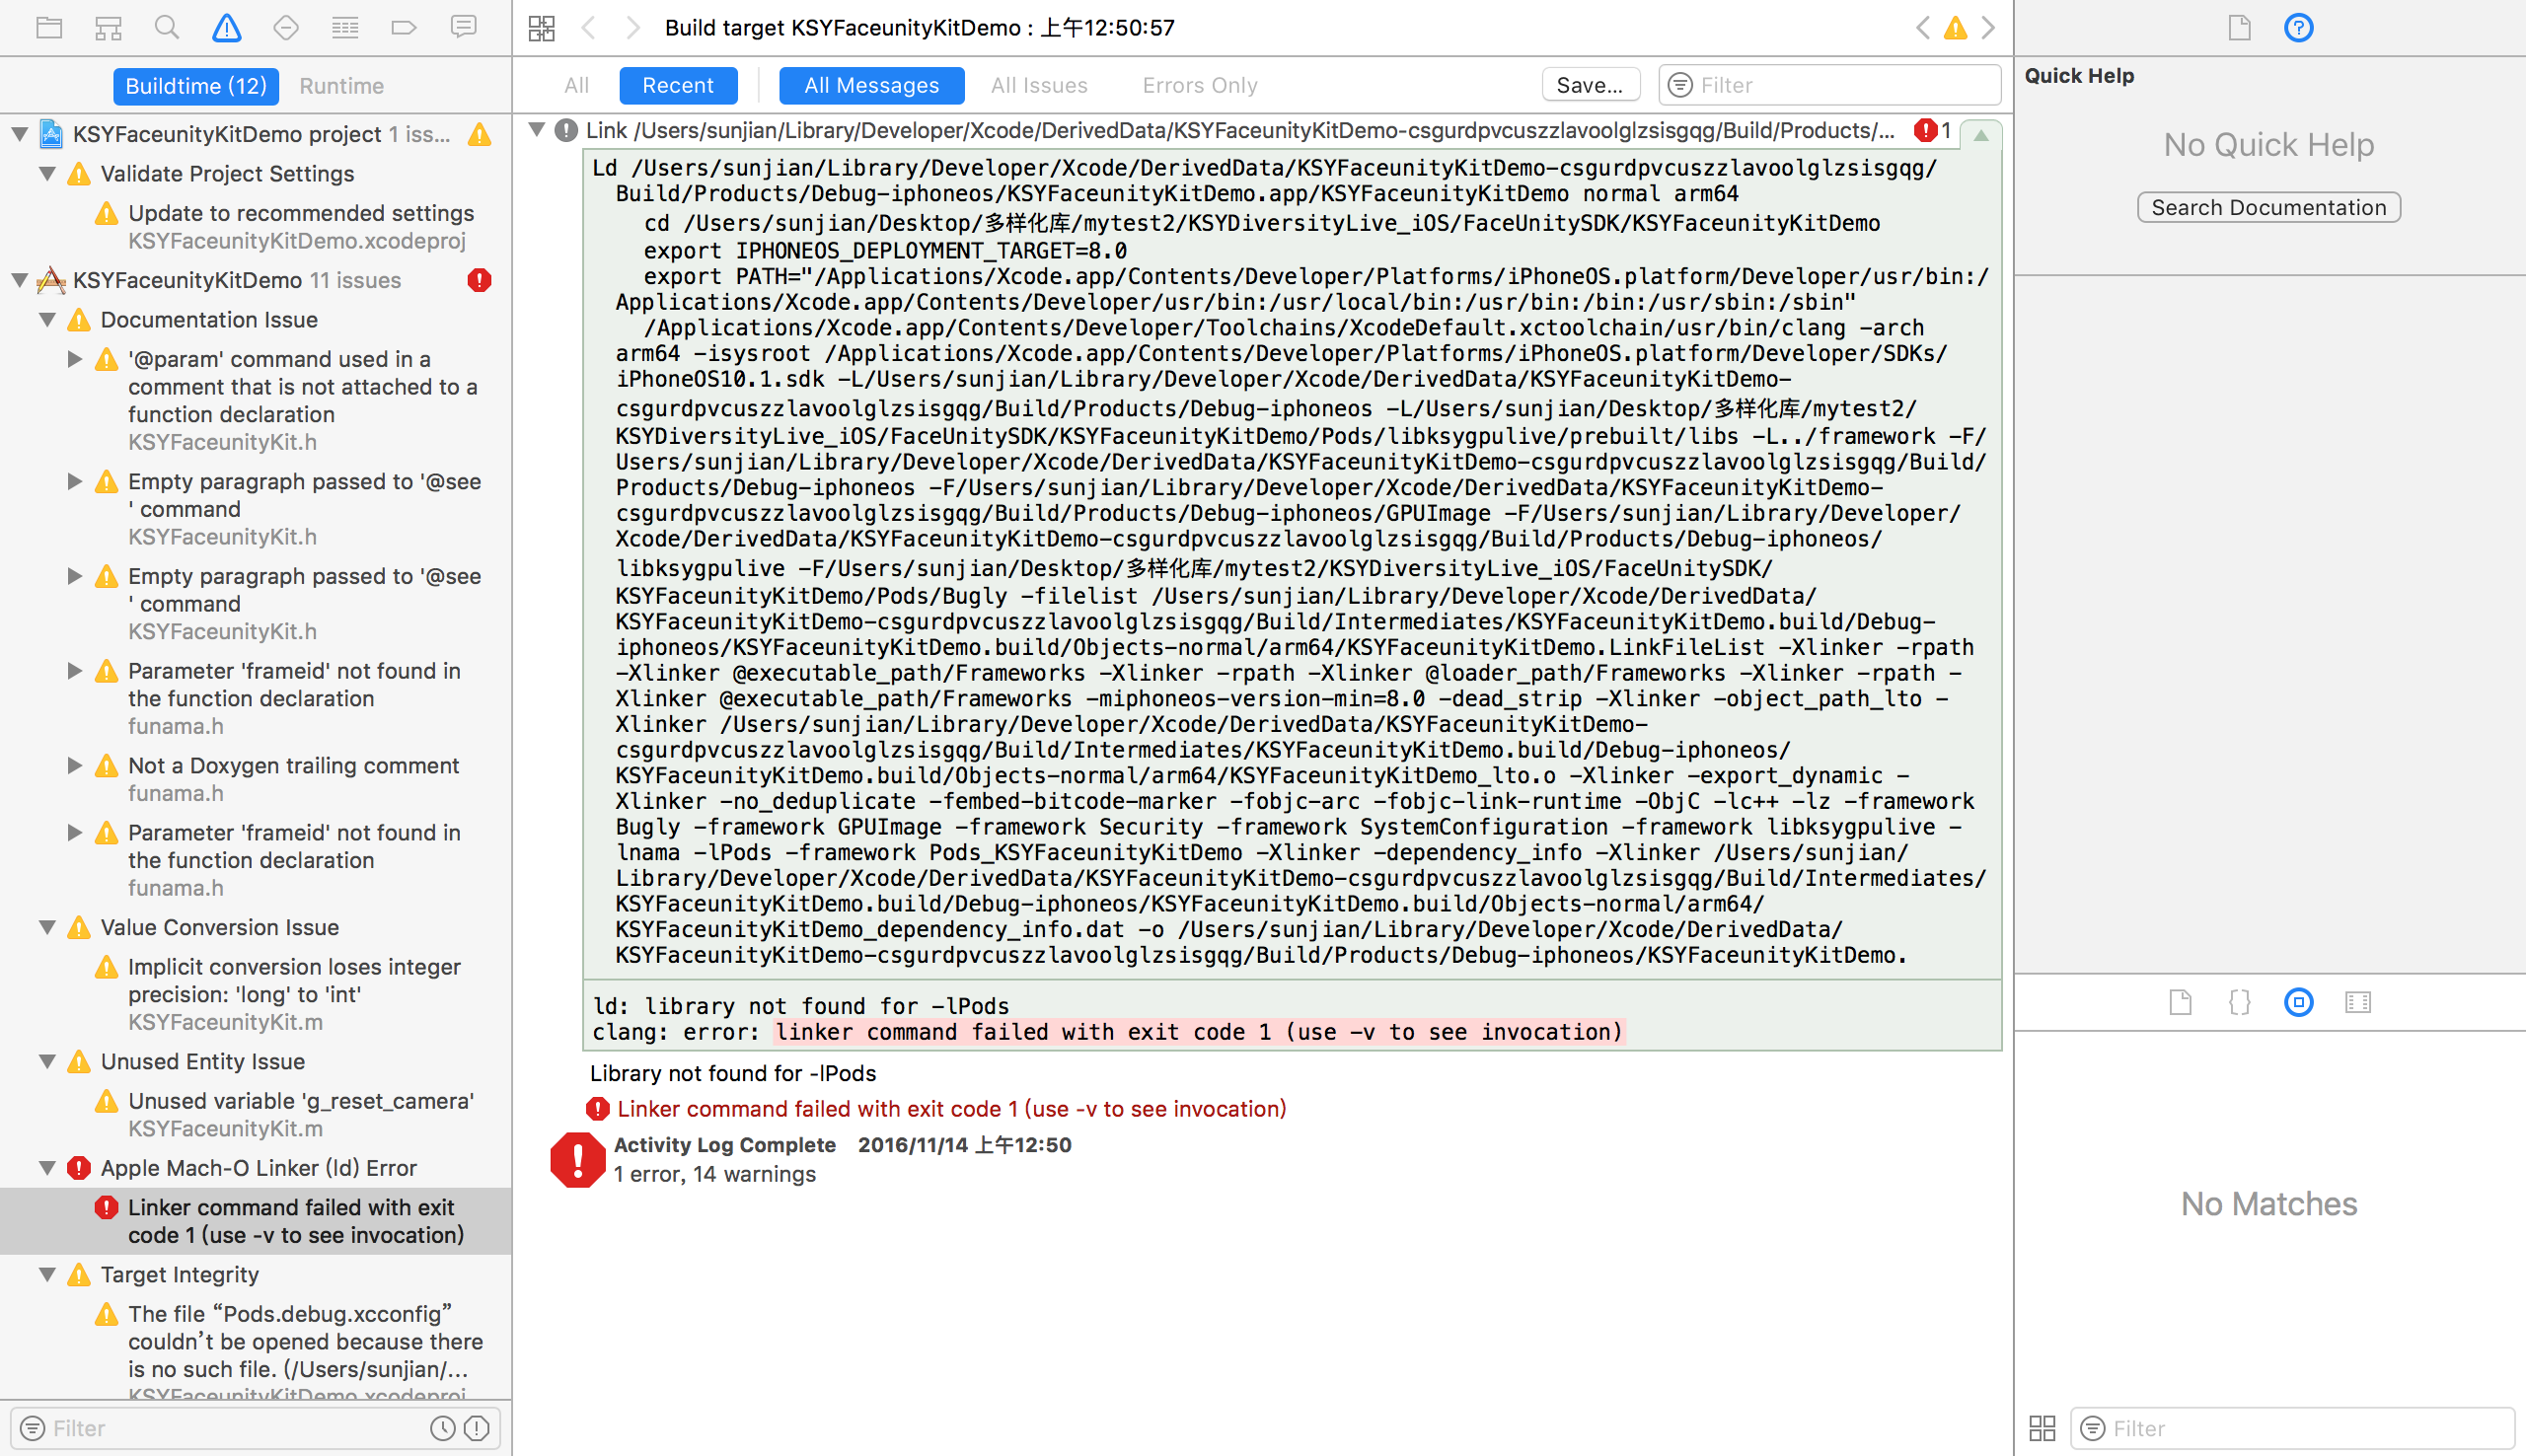 Build target KSYFaceunityKitDemo : 上午12:50:57
Buildtime (12)
Runtime
All
Recent
All Messages
All Issues
Errors Only
Save...
Filter
Quick Help
No Quick Help
Search Documentation
KSYFaceunityKitDemo project 1 iss...
Validate Project Settings
Update to recommended settings
KSYFaceunityKitDemo.xcodeproj
KSYFaceunityKitDemo 11 issues
Documentation Issue
'@param' command used in a
comment that is not attached to a
function declaration
KSYFaceunityKit.h
Empty paragraph passed to '@see
' command
KSYFaceunityKit.h
Empty paragraph passed to '@see
' command
KSYFaceunityKit.h
Parameter 'frameid' not found in
the function declaration
funama.h
Not a Doxygen trailing comment
funama.h
Parameter 'frameid' not found in
the function declaration
funama.h
Value Conversion Issue
Implicit conversion loses integer
precision: 'long' to 'int'
KSYFaceunityKit.m
Unused Entity Issue
Unused variable 'g_reset_camera'
KSYFaceunityKit.m
Apple Mach-O Linker (ld) Error
Linker command failed with exit
code 1 (use -v to see invocation)
Target Integrity
The file “Pods.debug.xcconfig”
couldn’t be opened because there
is no such file. (/Users/sunjian/...
KSYFaceunityKitDemo.xcodeproj
Filter
Link /Users/sunjian/Library/Developer/Xcode/DerivedData/KSYFaceunityKitDemo-csgurdpvcuszzlavoolglzsisgqg/Build/Products/... 1
Ld /Users/sunjian/Library/Developer/Xcode/DerivedData/KSYFaceunityKitDemo-csgurdpvcuszzlavoolglzsisgqg/
Build/Products/Debug-iphoneos/KSYFaceunityKitDemo.app/KSYFaceunityKitDemo normal arm64
cd /Users/sunjian/Desktop/多样化库/mytest2/KSYDiversityLive_iOS/FaceUnitySDK/KSYFaceunityKitDemo
export IPHONEOS_DEPLOYMENT_TARGET=8.0
export PATH="/Applications/Xcode.app/Contents/Developer/Platforms/iPhoneOS.platform/Developer/usr/bin:/
Applications/Xcode.app/Contents/Developer/usr/bin:/usr/local/bin:/usr/bin:/bin:/usr/sbin:/sbin"
/Applications/Xcode.app/Contents/Developer/Toolchains/XcodeDefault.xctoolchain/usr/bin/clang -arch
arm64 -isysroot /Applications/Xcode.app/Contents/Developer/Platforms/iPhoneOS.platform/Developer/SDKs/
iPhoneOS10.1.sdk -L/Users/sunjian/Library/Developer/Xcode/DerivedData/KSYFaceunityKitDemo-
csgurdpvcuszzlavoolglzsisgqg/Build/Products/Debug-iphoneos -L/Users/sunjian/Desktop/多样化库/mytest2/
KSYDiversityLive_iOS/FaceUnitySDK/KSYFaceunityKitDemo/Pods/libksygpulive/prebuilt/libs -L../framework -F/
Users/sunjian/Library/Developer/Xcode/DerivedData/KSYFaceunityKitDemo-csgurdpvcuszzlavoolglzsisgqg/Build/
Products/Debug-iphoneos -F/Users/sunjian/Library/Developer/Xcode/DerivedData/KSYFaceunityKitDemo-
csgurdpvcuszzlavoolglzsisgqg/Build/Products/Debug-iphoneos/GPUImage -F/Users/sunjian/Library/Developer/
Xcode/DerivedData/KSYFaceunityKitDemo-csgurdpvcuszzlavoolglzsisgqg/Build/Products/Debug-iphoneos/
libksygpulive -F/Users/sunjian/Desktop/多样化库/mytest2/KSYDiversityLive_iOS/FaceUnitySDK/
KSYFaceunityKitDemo/Pods/Bugly -filelist /Users/sunjian/Library/Developer/Xcode/DerivedData/
KSYFaceunityKitDemo-csgurdpvcuszzlavoolglzsisgqg/Build/Intermediates/KSYFaceunityKitDemo.build/Debug-
iphoneos/KSYFaceunityKitDemo.build/Objects-normal/arm64/KSYFaceunityKitDemo.LinkFileList -Xlinker -rpath
-Xlinker @executable_path/Frameworks -Xlinker -rpath -Xlinker @loader_path/Frameworks -Xlinker -rpath -
Xlinker @executable_path/Frameworks -miphoneos-version-min=8.0 -dead_strip -Xlinker -object_path_lto -
Xlinker /Users/sunjian/Library/Developer/Xcode/DerivedData/KSYFaceunityKitDemo-
csgurdpvcuszzlavoolglzsisgqg/Build/Intermediates/KSYFaceunityKitDemo.build/Debug-iphoneos/
KSYFaceunityKitDemo.build/Objects-normal/arm64/KSYFaceunityKitDemo_lto.o -Xlinker -export_dynamic -
Xlinker -no_deduplicate -fembed-bitcode-marker -fobjc-arc -fobjc-link-runtime -ObjC -lc++ -lz -framework
Bugly -framework GPUImage -framework Security -framework SystemConfiguration -framework libksygpulive -
lnama -lPods -framework Pods_KSYFaceunityKitDemo -Xlinker -dependency_info -Xlinker /Users/sunjian/
Library/Developer/Xcode/DerivedData/KSYFaceunityKitDemo-csgurdpvcuszzlavoolglzsisgqg/Build/Intermediates/
KSYFaceunityKitDemo.build/Debug-iphoneos/KSYFaceunityKitDemo.build/Objects-normal/arm64/
KSYFaceunityKitDemo_dependency_info.dat -o /Users/sunjian/Library/Developer/Xcode/DerivedData/
KSYFaceunityKitDemo-csgurdpvcuszzlavoolglzsisgqg/Build/Products/Debug-iphoneos/KSYFaceunityKitDemo.
ld: library not found for -lPods
clang: error: linker command failed with exit code 1 (use -v to see invocation)
Library not found for -lPods
Linker command failed with exit code 1 (use -v to see invocation)
Activity Log Complete 2016/11/14 上午12:50
1 error, 14 warnings
No Matches
Filter